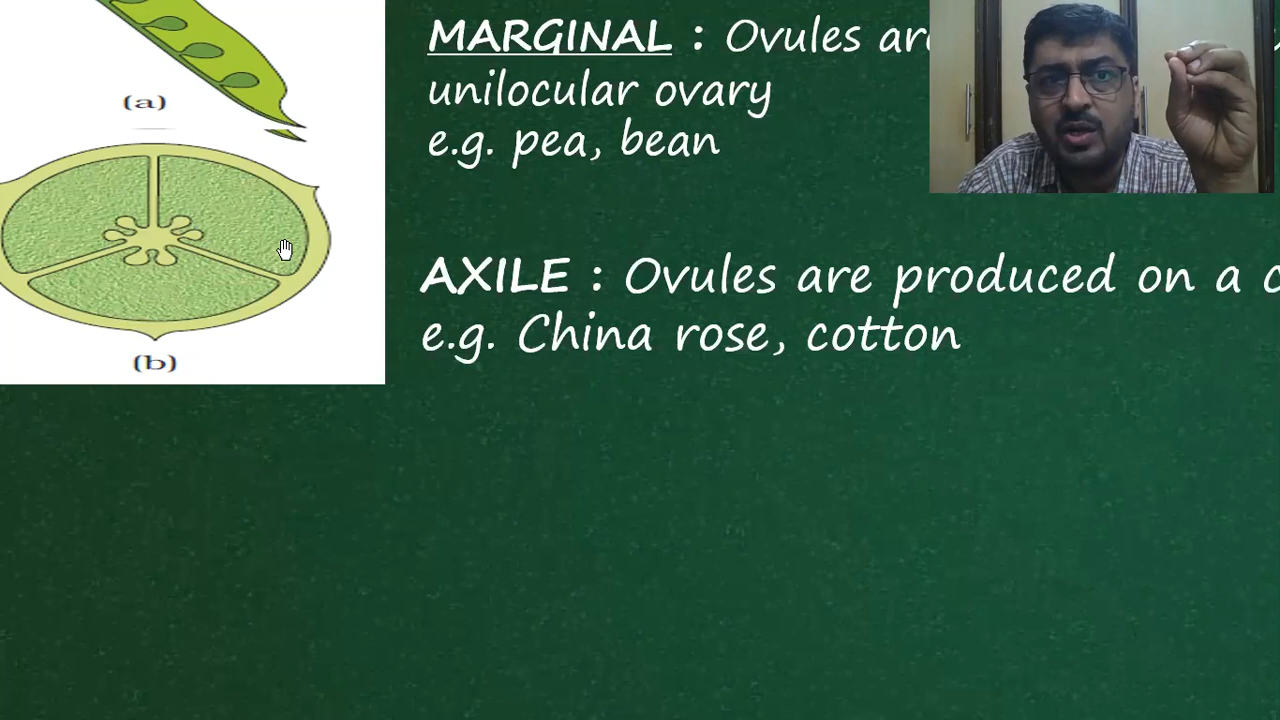 (a)
(b)
MARGINAL : Ovules are
unilocular ovary
e.g. pea, bean
AXILE : Ovules are produced on a
e.g. China rose, cotton